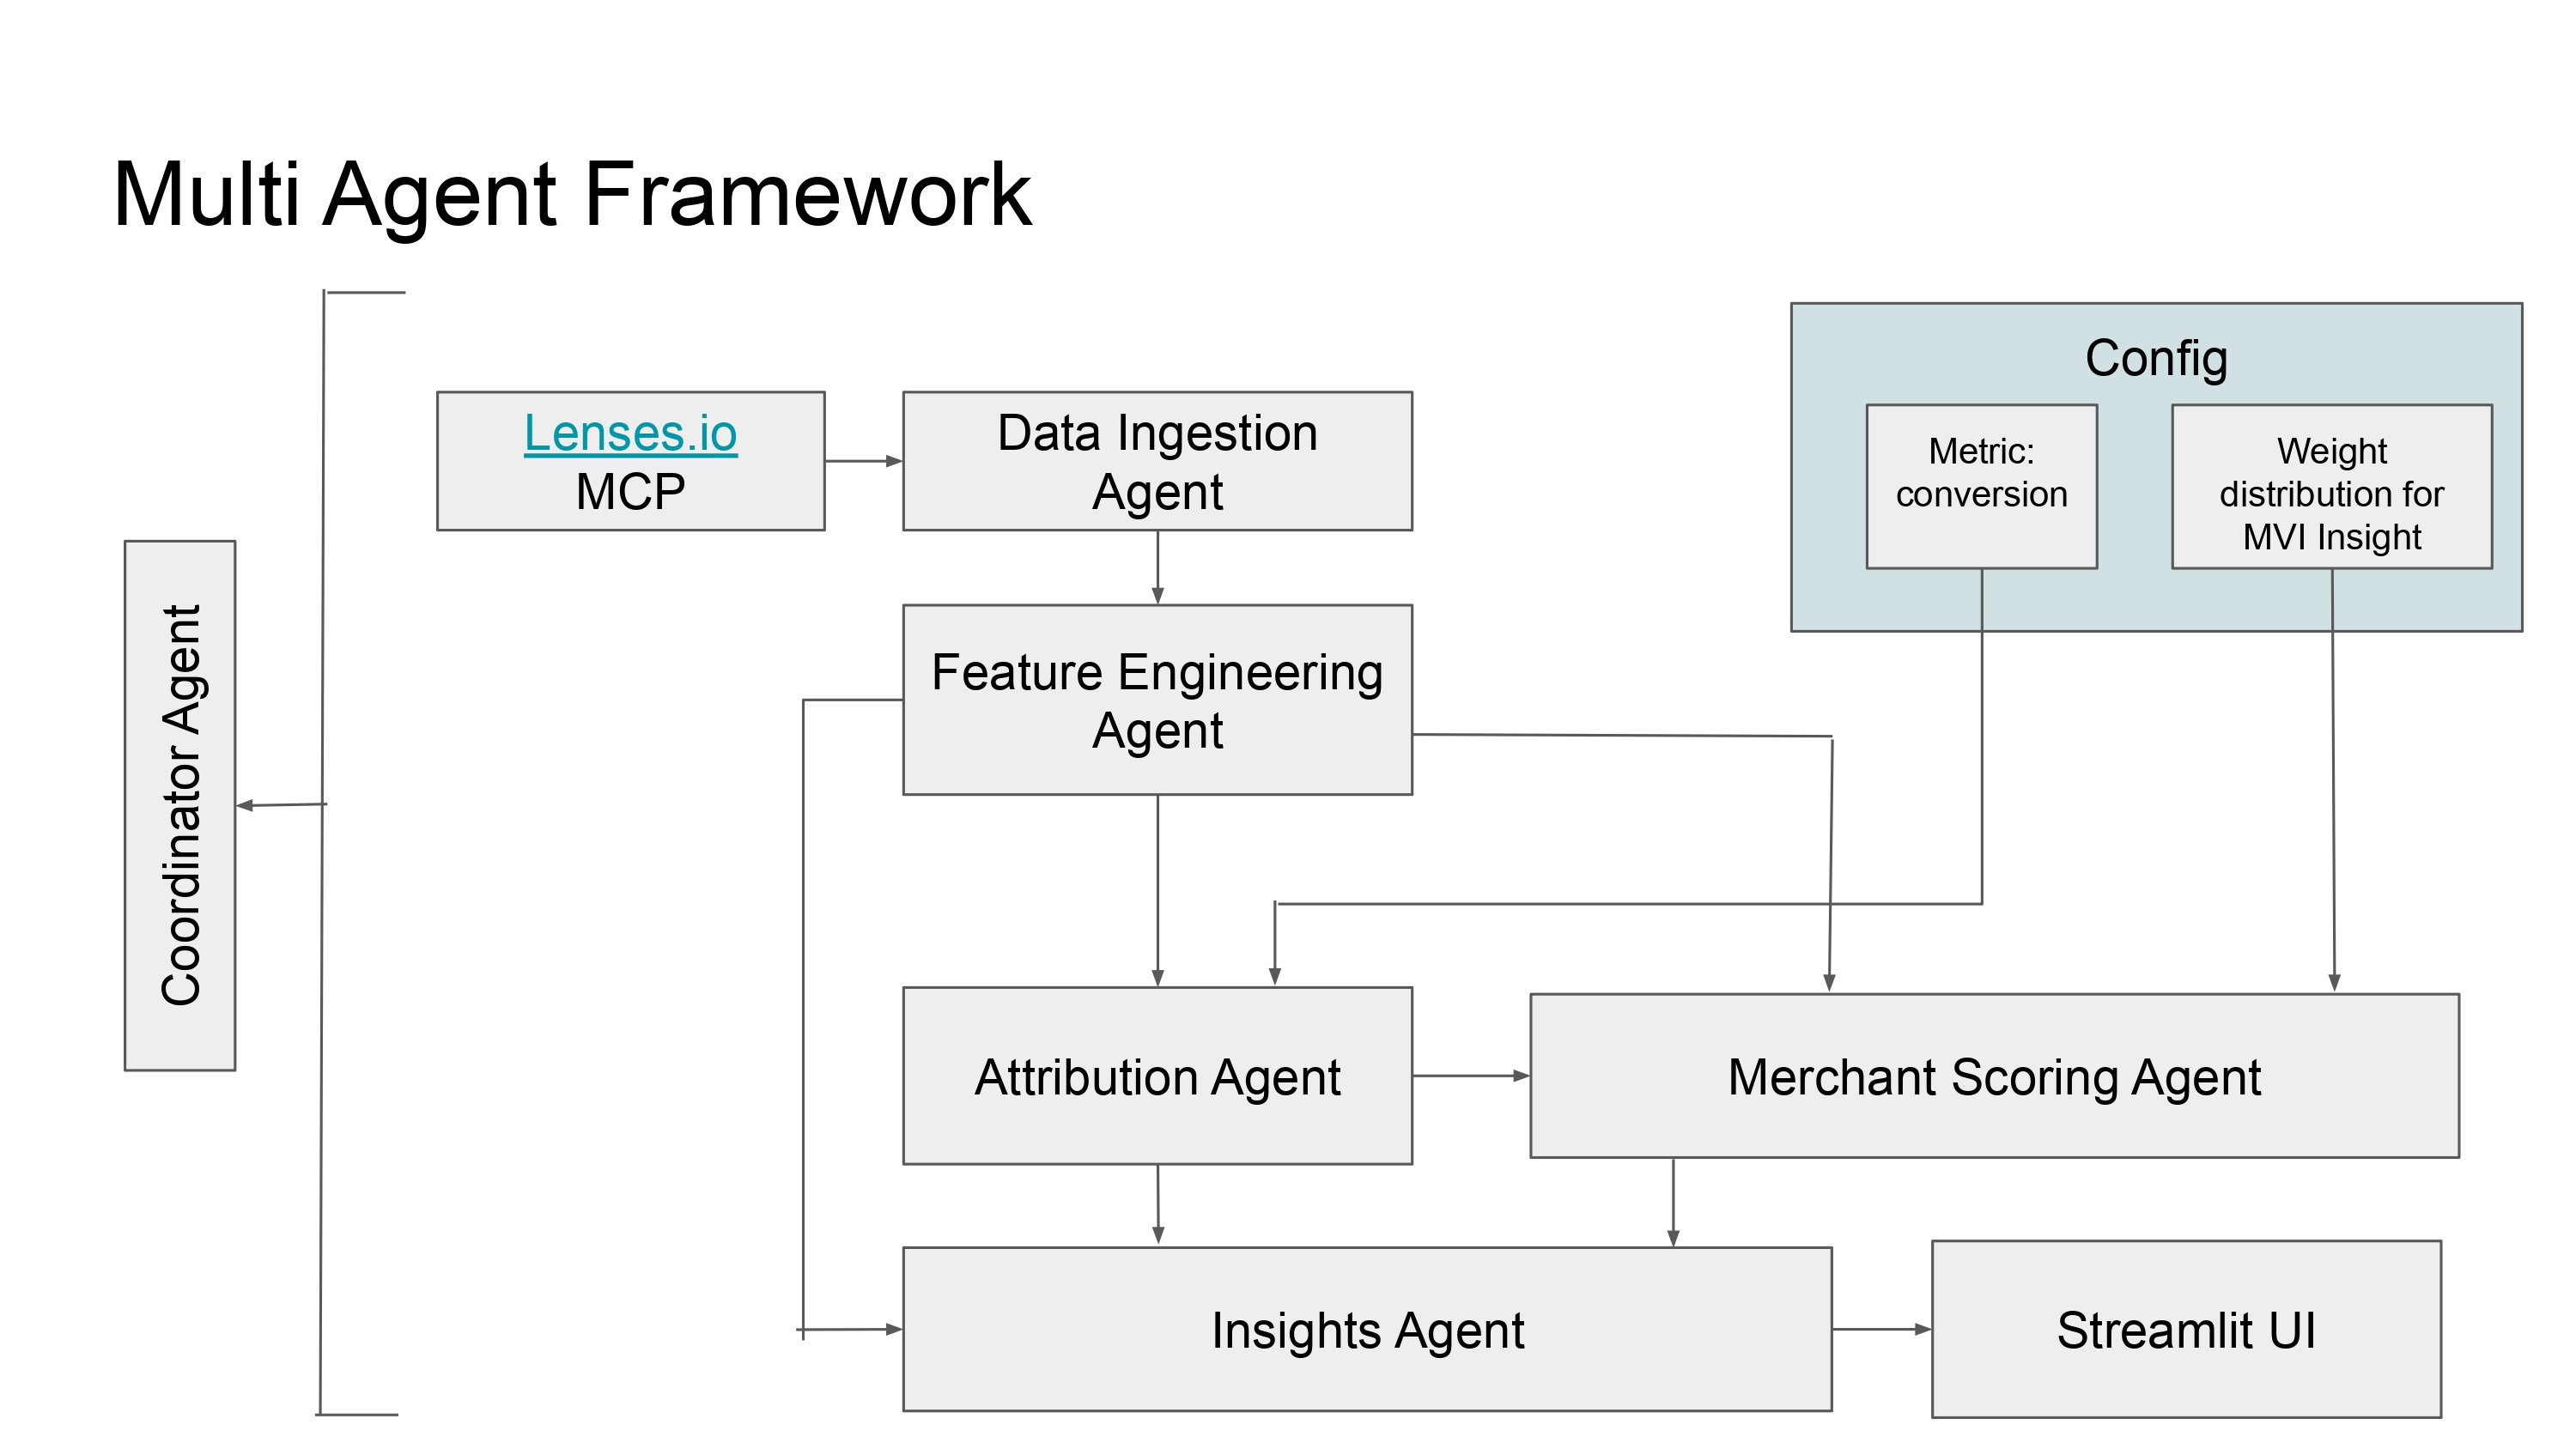 Multi Agent Framework
Coordinator Agent
Lenses.io
MCP
Data Ingestion
Agent
Config
Metric:
conversion
Weight
distribution for
MVI Insight
Feature Engineering
Agent
Attribution Agent
Merchant Scoring Agent
Insights Agent
Streamlit UI